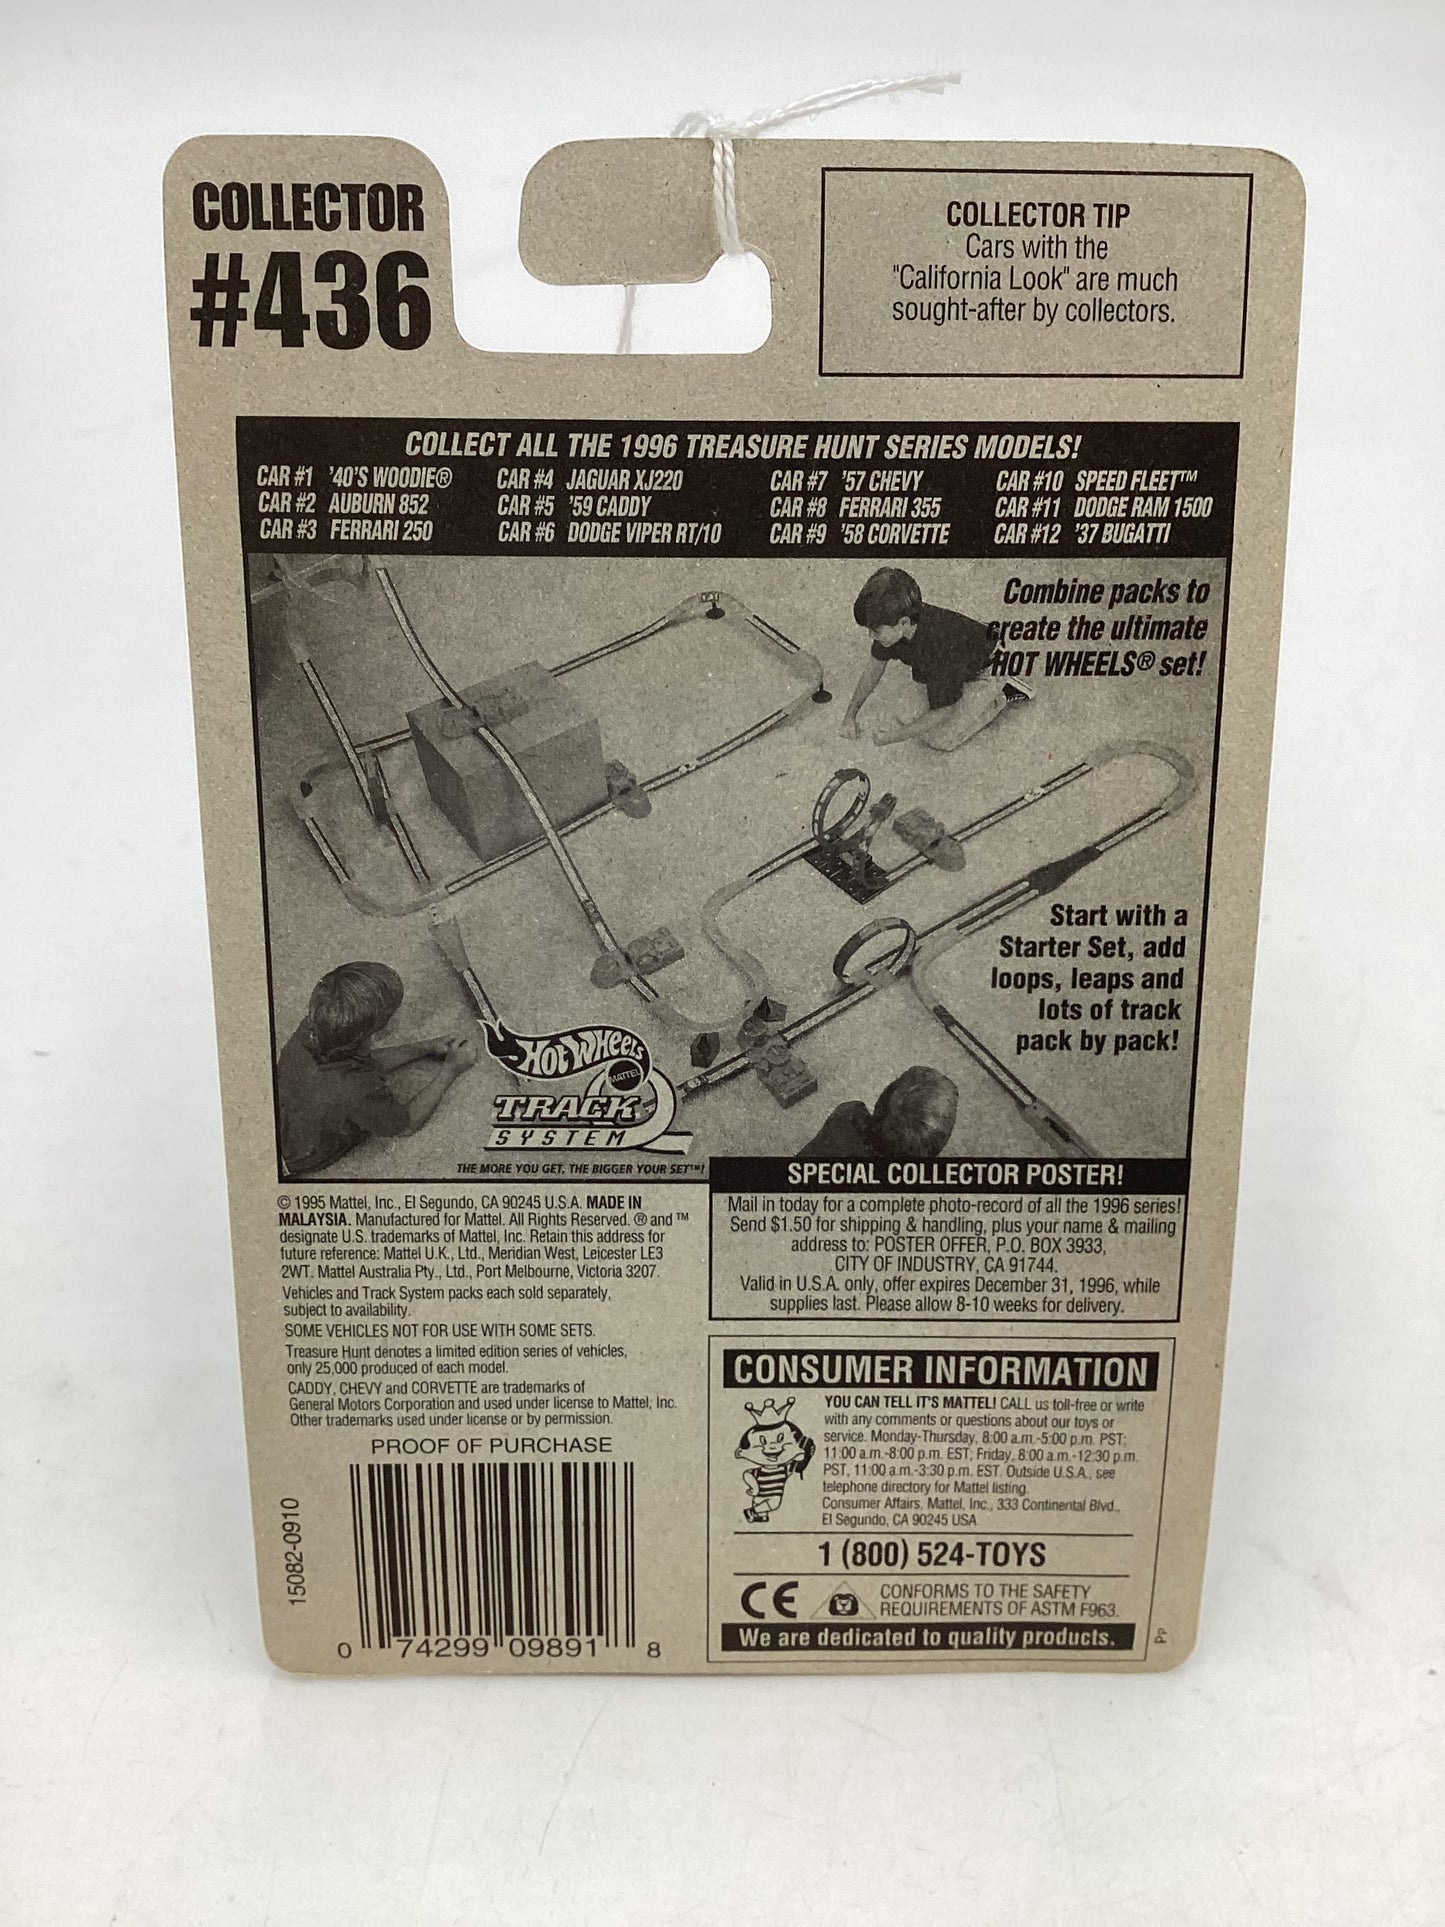 COLLECTOR
#436
COLLECTOR TIP
Cars with the
"California Look" are much
sought-after by collectors.
COLLECT ALL THE 1996 TREASURE HUNT SERIES MODELS!
CAR #1 '40'S WOODIE®
CAR #2 AUBURN 852
CAR #3 FERRARI 250
CAR #4 JAGUAR XJ220
CAR #5 '59 CADDY
CAR #6 DODGE VIPER RT/10
CAR #7 '57 CHEVY
CAR #8 FERRARI 355
CAR #9 '58 CORVETTE
CAR #10 SPEED FLEET™
CAR #11 DODGE RAM 1500
CAR #12 '37 BUGATTI
Combine packs to
create the ultimate
HOT WHEELS® set!
Start with a
Starter Set, add
loops, leaps and
lots of track
pack by pack!
Hot Wheels
MATTEL
TRACK
SYSTEM
THE MORE YOU GET, THE BIGGER YOUR SET™!
© 1995 Mattel, Inc., El Segundo, CA 90245 U.S.A. MADE IN
MALAYSIA. Manufactured for Mattel. All Rights Reserved. ® and ™
designate U.S. trademarks of Mattel, Inc. Retain this address for
future reference: Mattel U.K., Ltd., Meridian West, Leicester LE3
2WT. Mattel Australia Pty., Ltd., Port Melbourne, Victoria 3207.
Vehicles and Track System packs each sold separately,
subject to availability.
SOME VEHICLES NOT FOR USE WITH SOME SETS.
Treasure Hunt denotes a limited edition series of vehicles,
only 25,000 produced of each model.
CADDY, CHEVY and CORVETTE are trademarks of
General Motors Corporation and used under license to Mattel, Inc.
Other trademarks used under license or by permission.
PROOF OF PURCHASE
15082-0910
0 74299 09891 8
SPECIAL COLLECTOR POSTER!
Mail in today for a complete photo-record of all the 1996 series!
Send $1.50 for shipping & handling, plus your name & mailing
address to: POSTER OFFER, P.O. BOX 3933,
CITY OF INDUSTRY, CA 91744.
Valid in U.S.A. only, offer expires December 31, 1996, while
supplies last. Please allow 8-10 weeks for delivery.
CONSUMER INFORMATION
YOU CAN TELL IT'S MATTEL! CALL us toll-free or write
with any comments or questions about our toys or
service. Monday-Thursday, 8:00 a.m.-5:00 p.m. PST;
11:00 a.m.-8:00 p.m. EST; Friday, 8:00 a.m.-12:30 p.m.
PST, 11:00 a.m.-3:30 p.m. EST. Outside U.S.A., see
telephone directory for Mattel listing.
Consumer Affairs, Mattel, Inc., 333 Continental Blvd.,
El Segundo, CA 90245 USA
1 (800) 524-TOYS
CE
CONFORMS TO THE SAFETY
REQUIREMENTS OF ASTM F963.
We are dedicated to quality products.
Pp